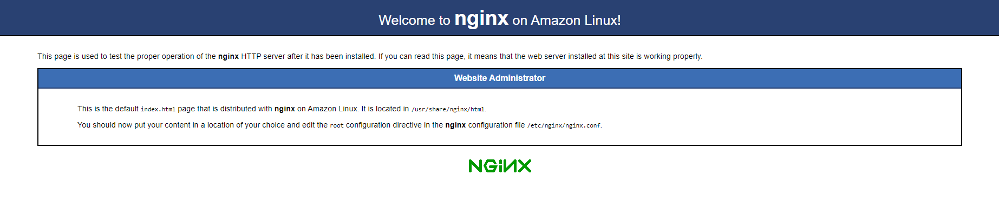 Welcome to nginx on Amazon Linux!
This page is used to test the proper operation of the nginx HTTP server after it has been installed. If you can read this page, it means that the web server installed at this site is working properly.
Website Administrator
This is the default index.html page that is distributed with nginx on Amazon Linux. It is located in /usr/share/nginx/html.
You should now put your content in a location of your choice and edit the root configuration directive in the nginx configuration file /etc/nginx/nginx.conf.
NGINX